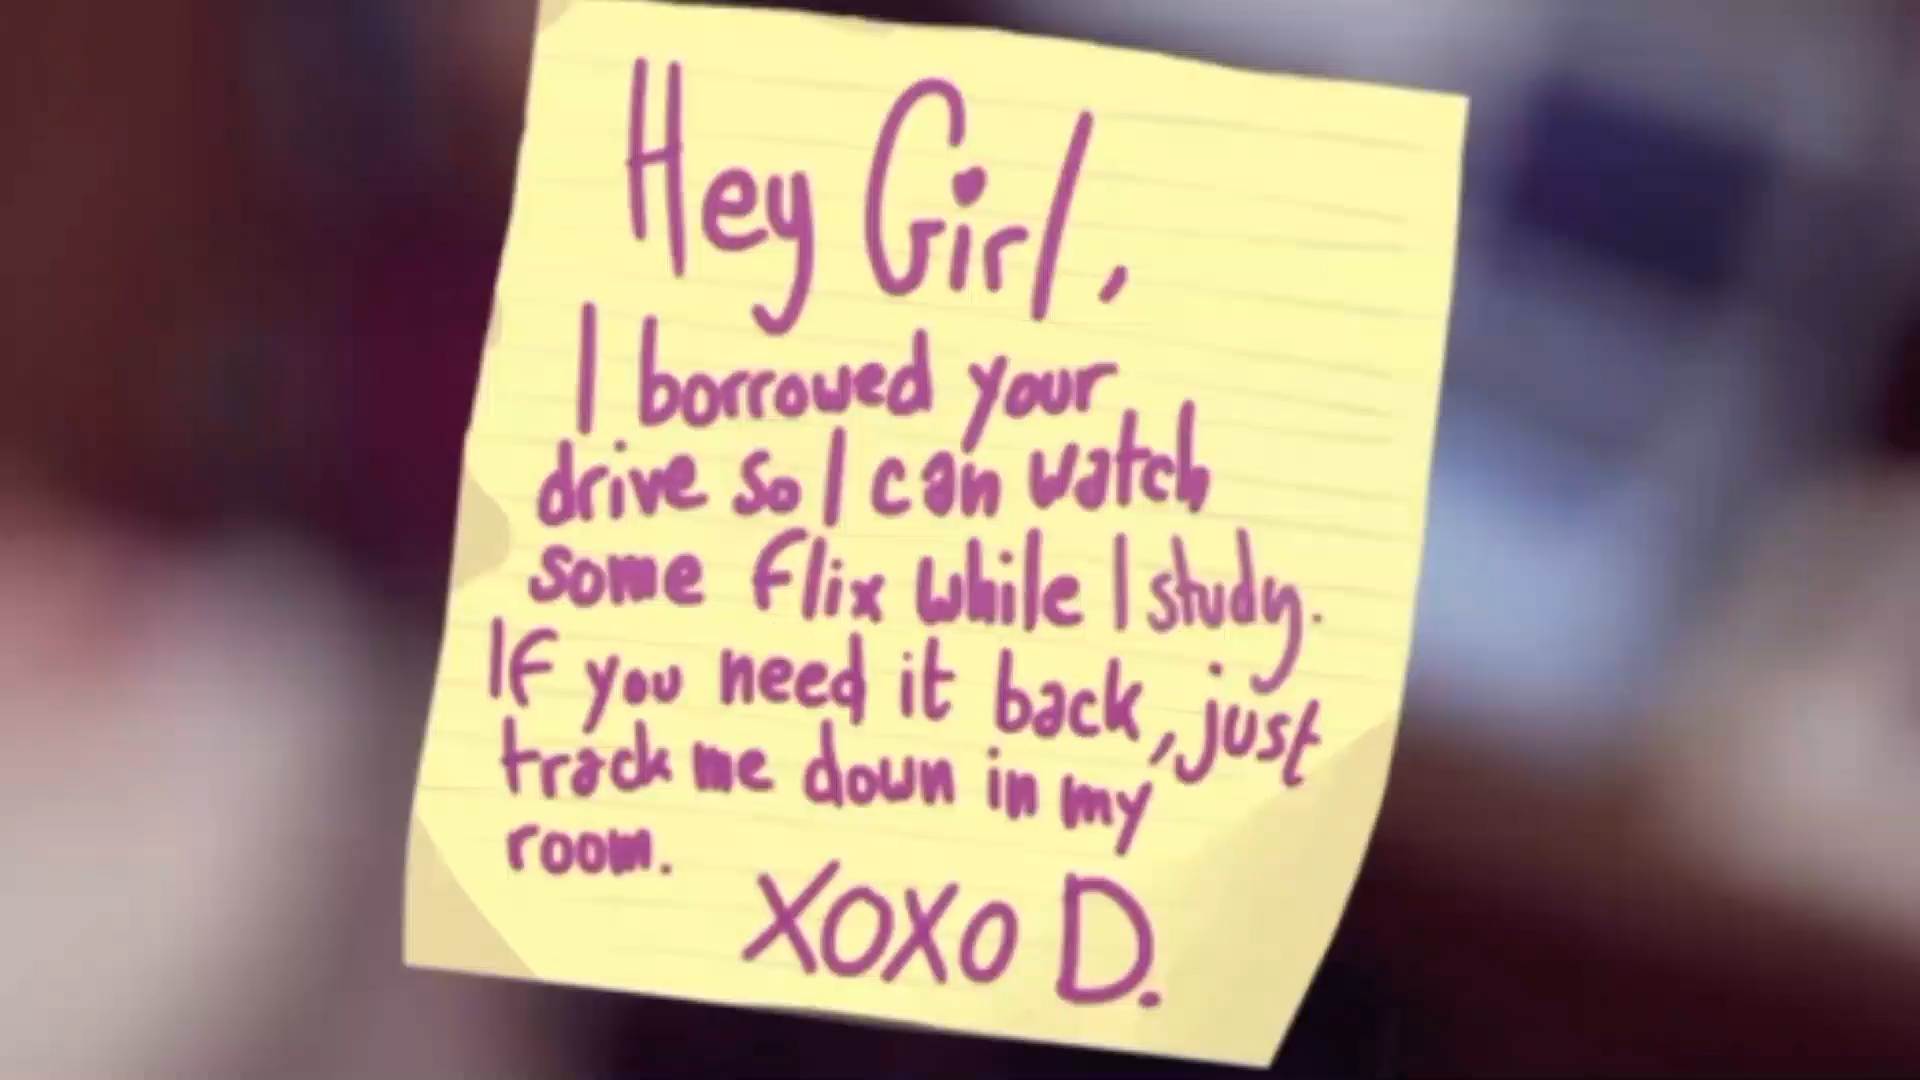 Hey Girl,
I borrowed your
drive so I can watch
some flix while I study.
If you need it back, just
track me down in my
room.
XOXO D.